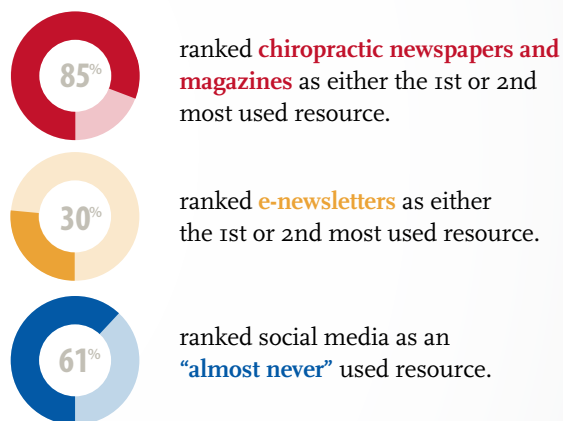 85%
ranked chiropractic newspapers and
magazines as either the 1st or 2nd
most used resource.
30%
ranked e-newsletters as either
the 1st or 2nd most used resource.
61%
ranked social media as an
“almost never” used resource.